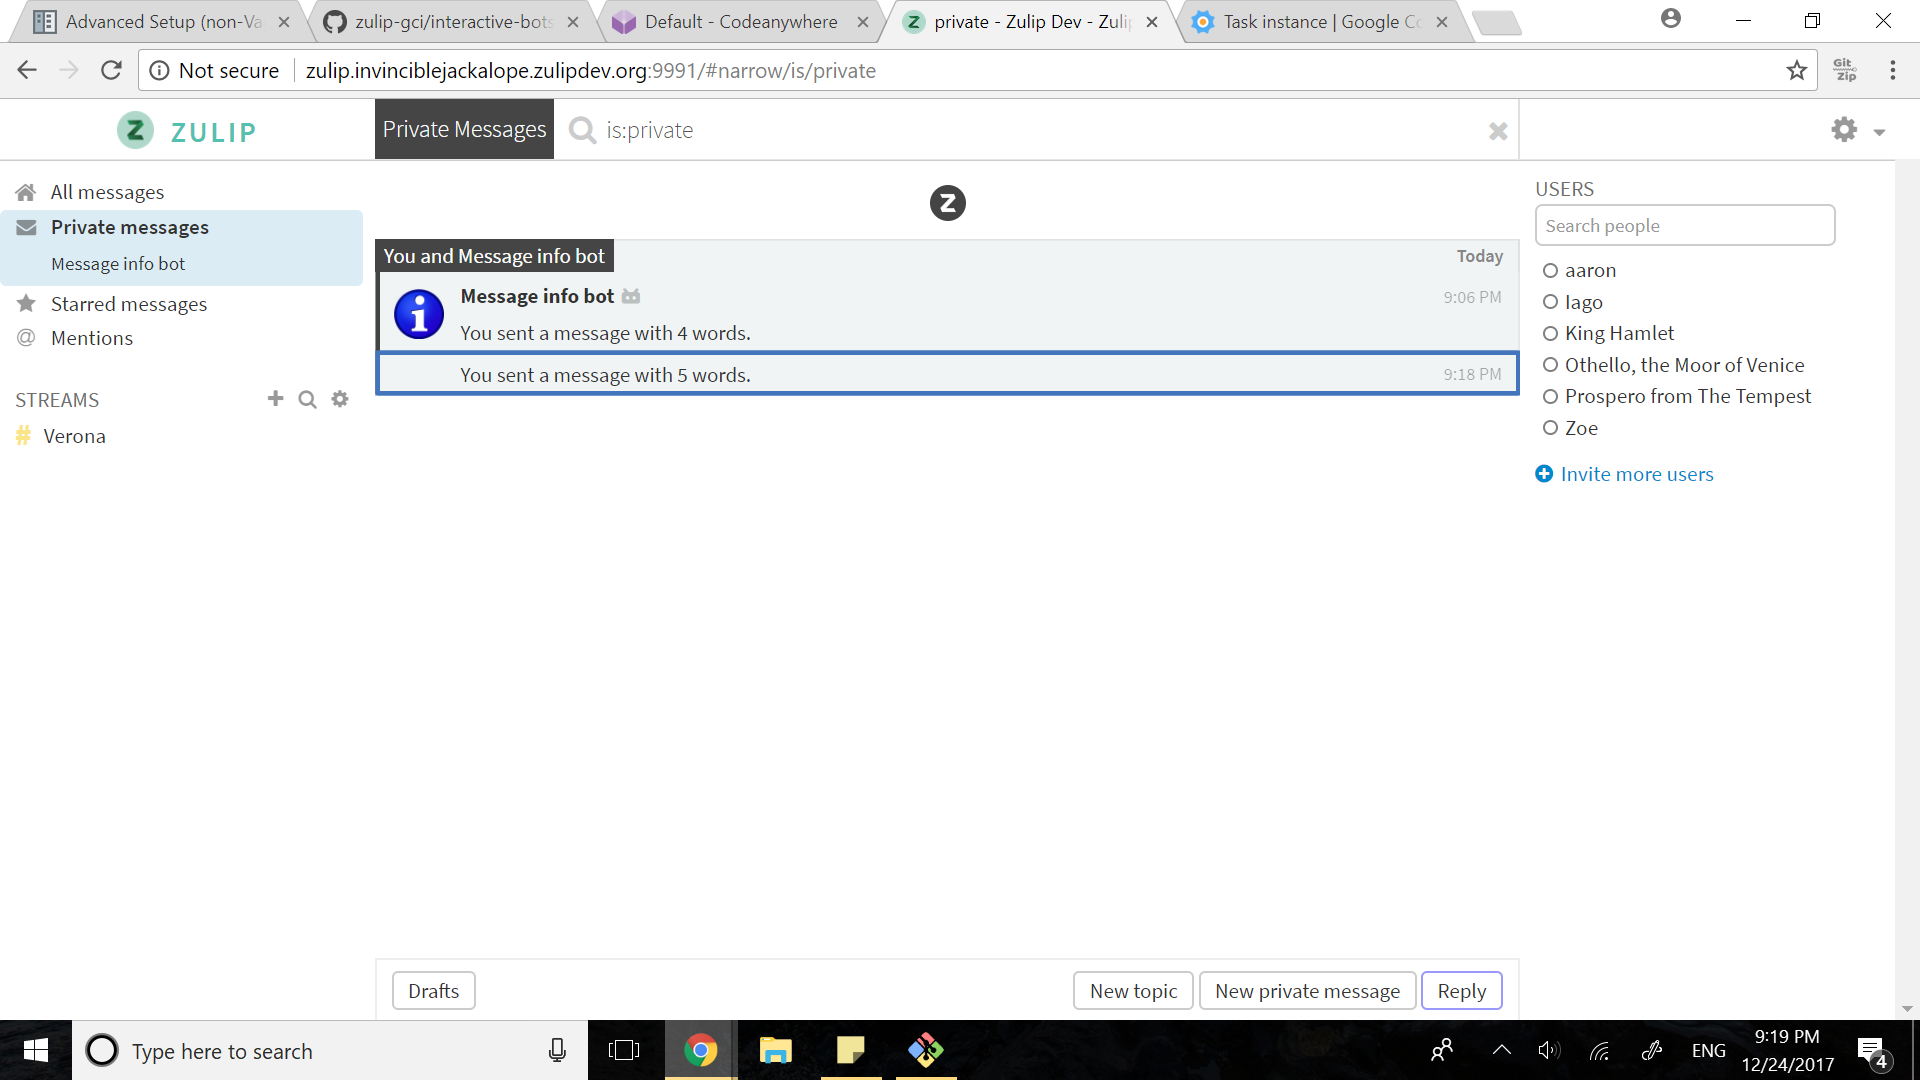 Advanced Setup (non-Va
zulip-gci/interactive-bots
Default - Codeanywhere
private - Zulip Dev - Zulip
Task instance | Google Co
Not secure
zulip.invinciblejackalope.zulipdev.org:9991/#narrow/is/private
Git Zip
Z ZULIP
Private Messages
is:private
All messages
Private messages
Message info bot
Starred messages
@ Mentions
STREAMS
# Verona
Z
You and Message info bot
Today
i
Message info bot
9:06 PM
You sent a message with 4 words.
You sent a message with 5 words.
9:18 PM
USERS
Search people
aaron
Iago
King Hamlet
Othello, the Moor of Venice
Prospero from The Tempest
Zoe
Invite more users
Drafts
New topic
New private message
Reply
Type here to search
ENG
9:19 PM
12/24/2017
4